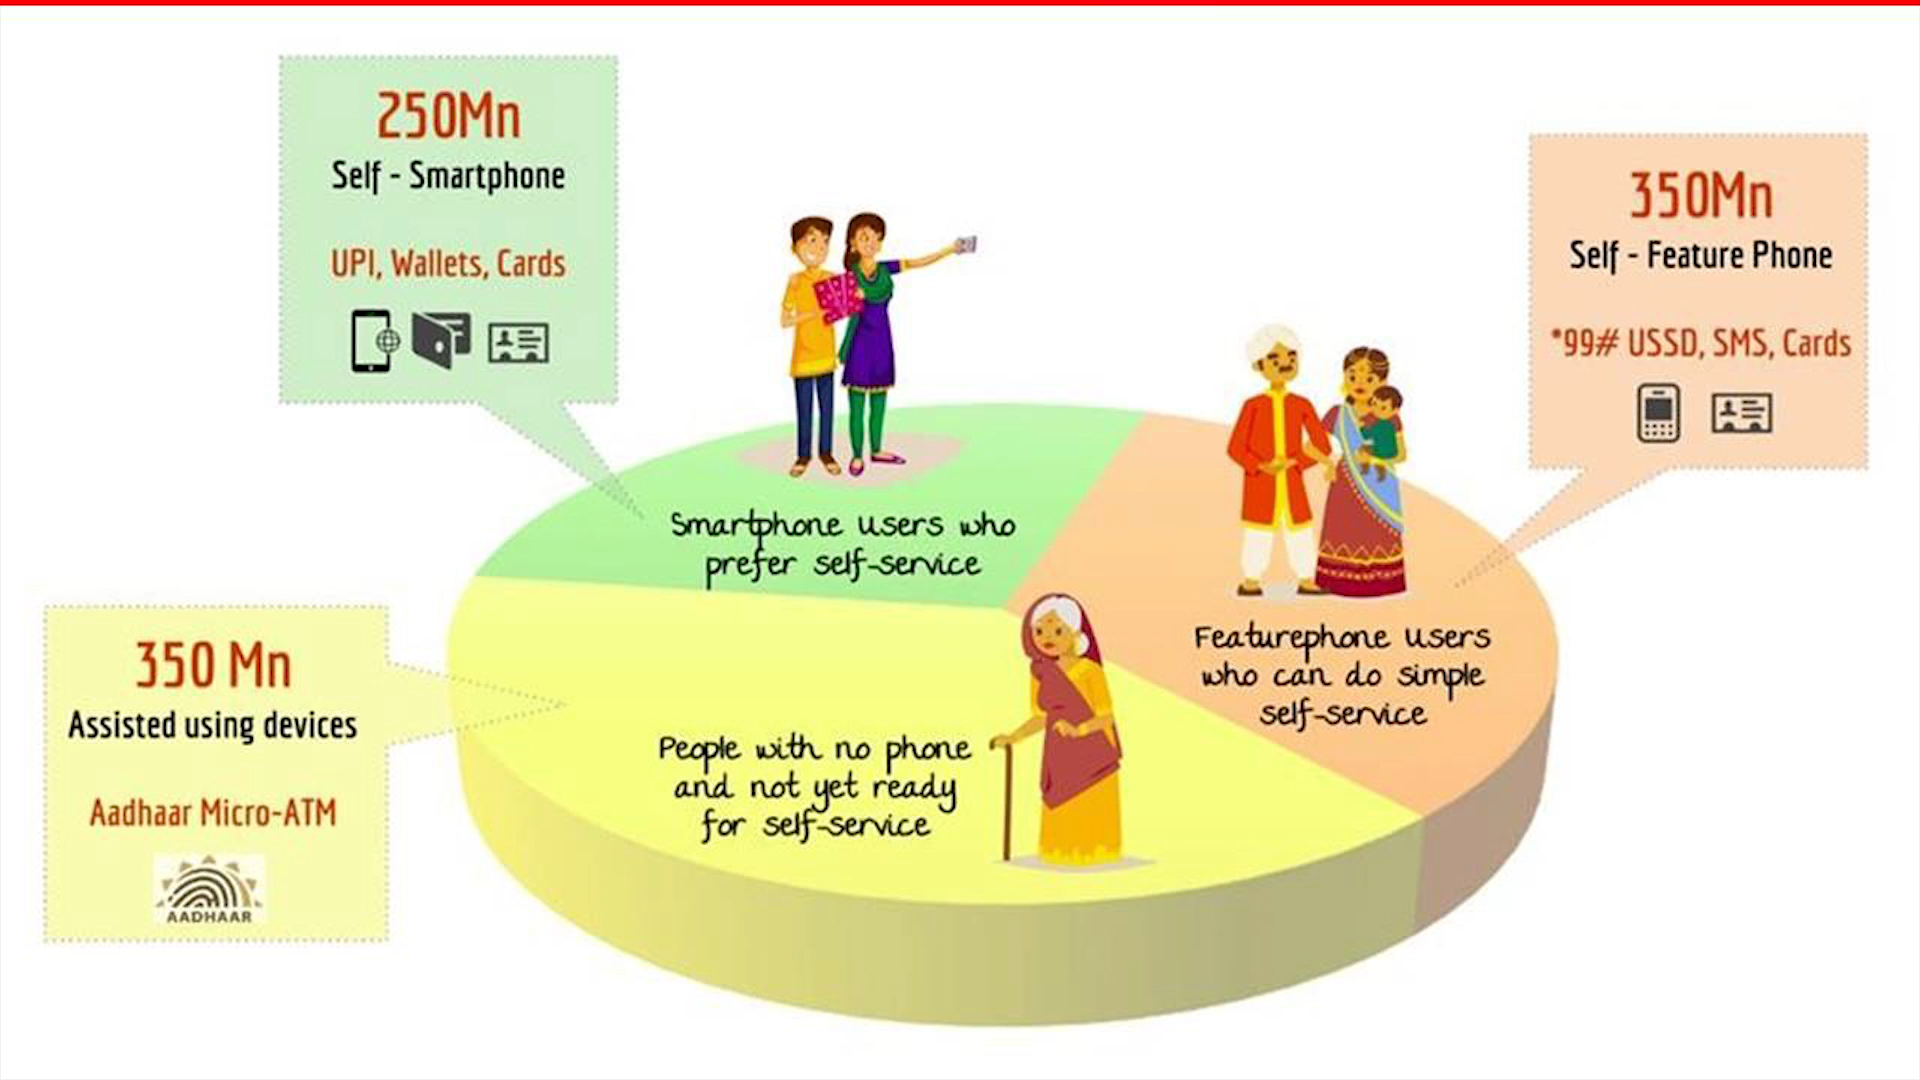 250Mn
Self - Smartphone
UPI, Wallets, Cards
350Mn
Self - Feature Phone
*99# USSD, SMS, Cards
Smartphone users who
prefer self-service
Featurephone users
who can do simple
self-service
350 Mn
Assisted using devices
Aadhaar Micro-ATM
AADHAAR
People with no phone
and not yet ready
for self-service